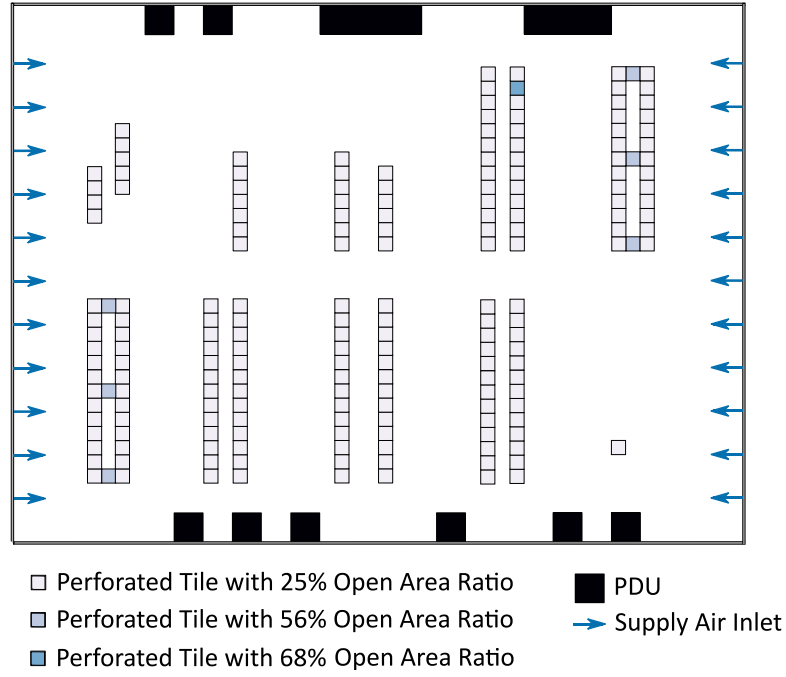 Perforated Tile with 25% Open Area Ratio
Perforated Tile with 56% Open Area Ratio
Perforated Tile with 68% Open Area Ratio
PDU
Supply Air Inlet